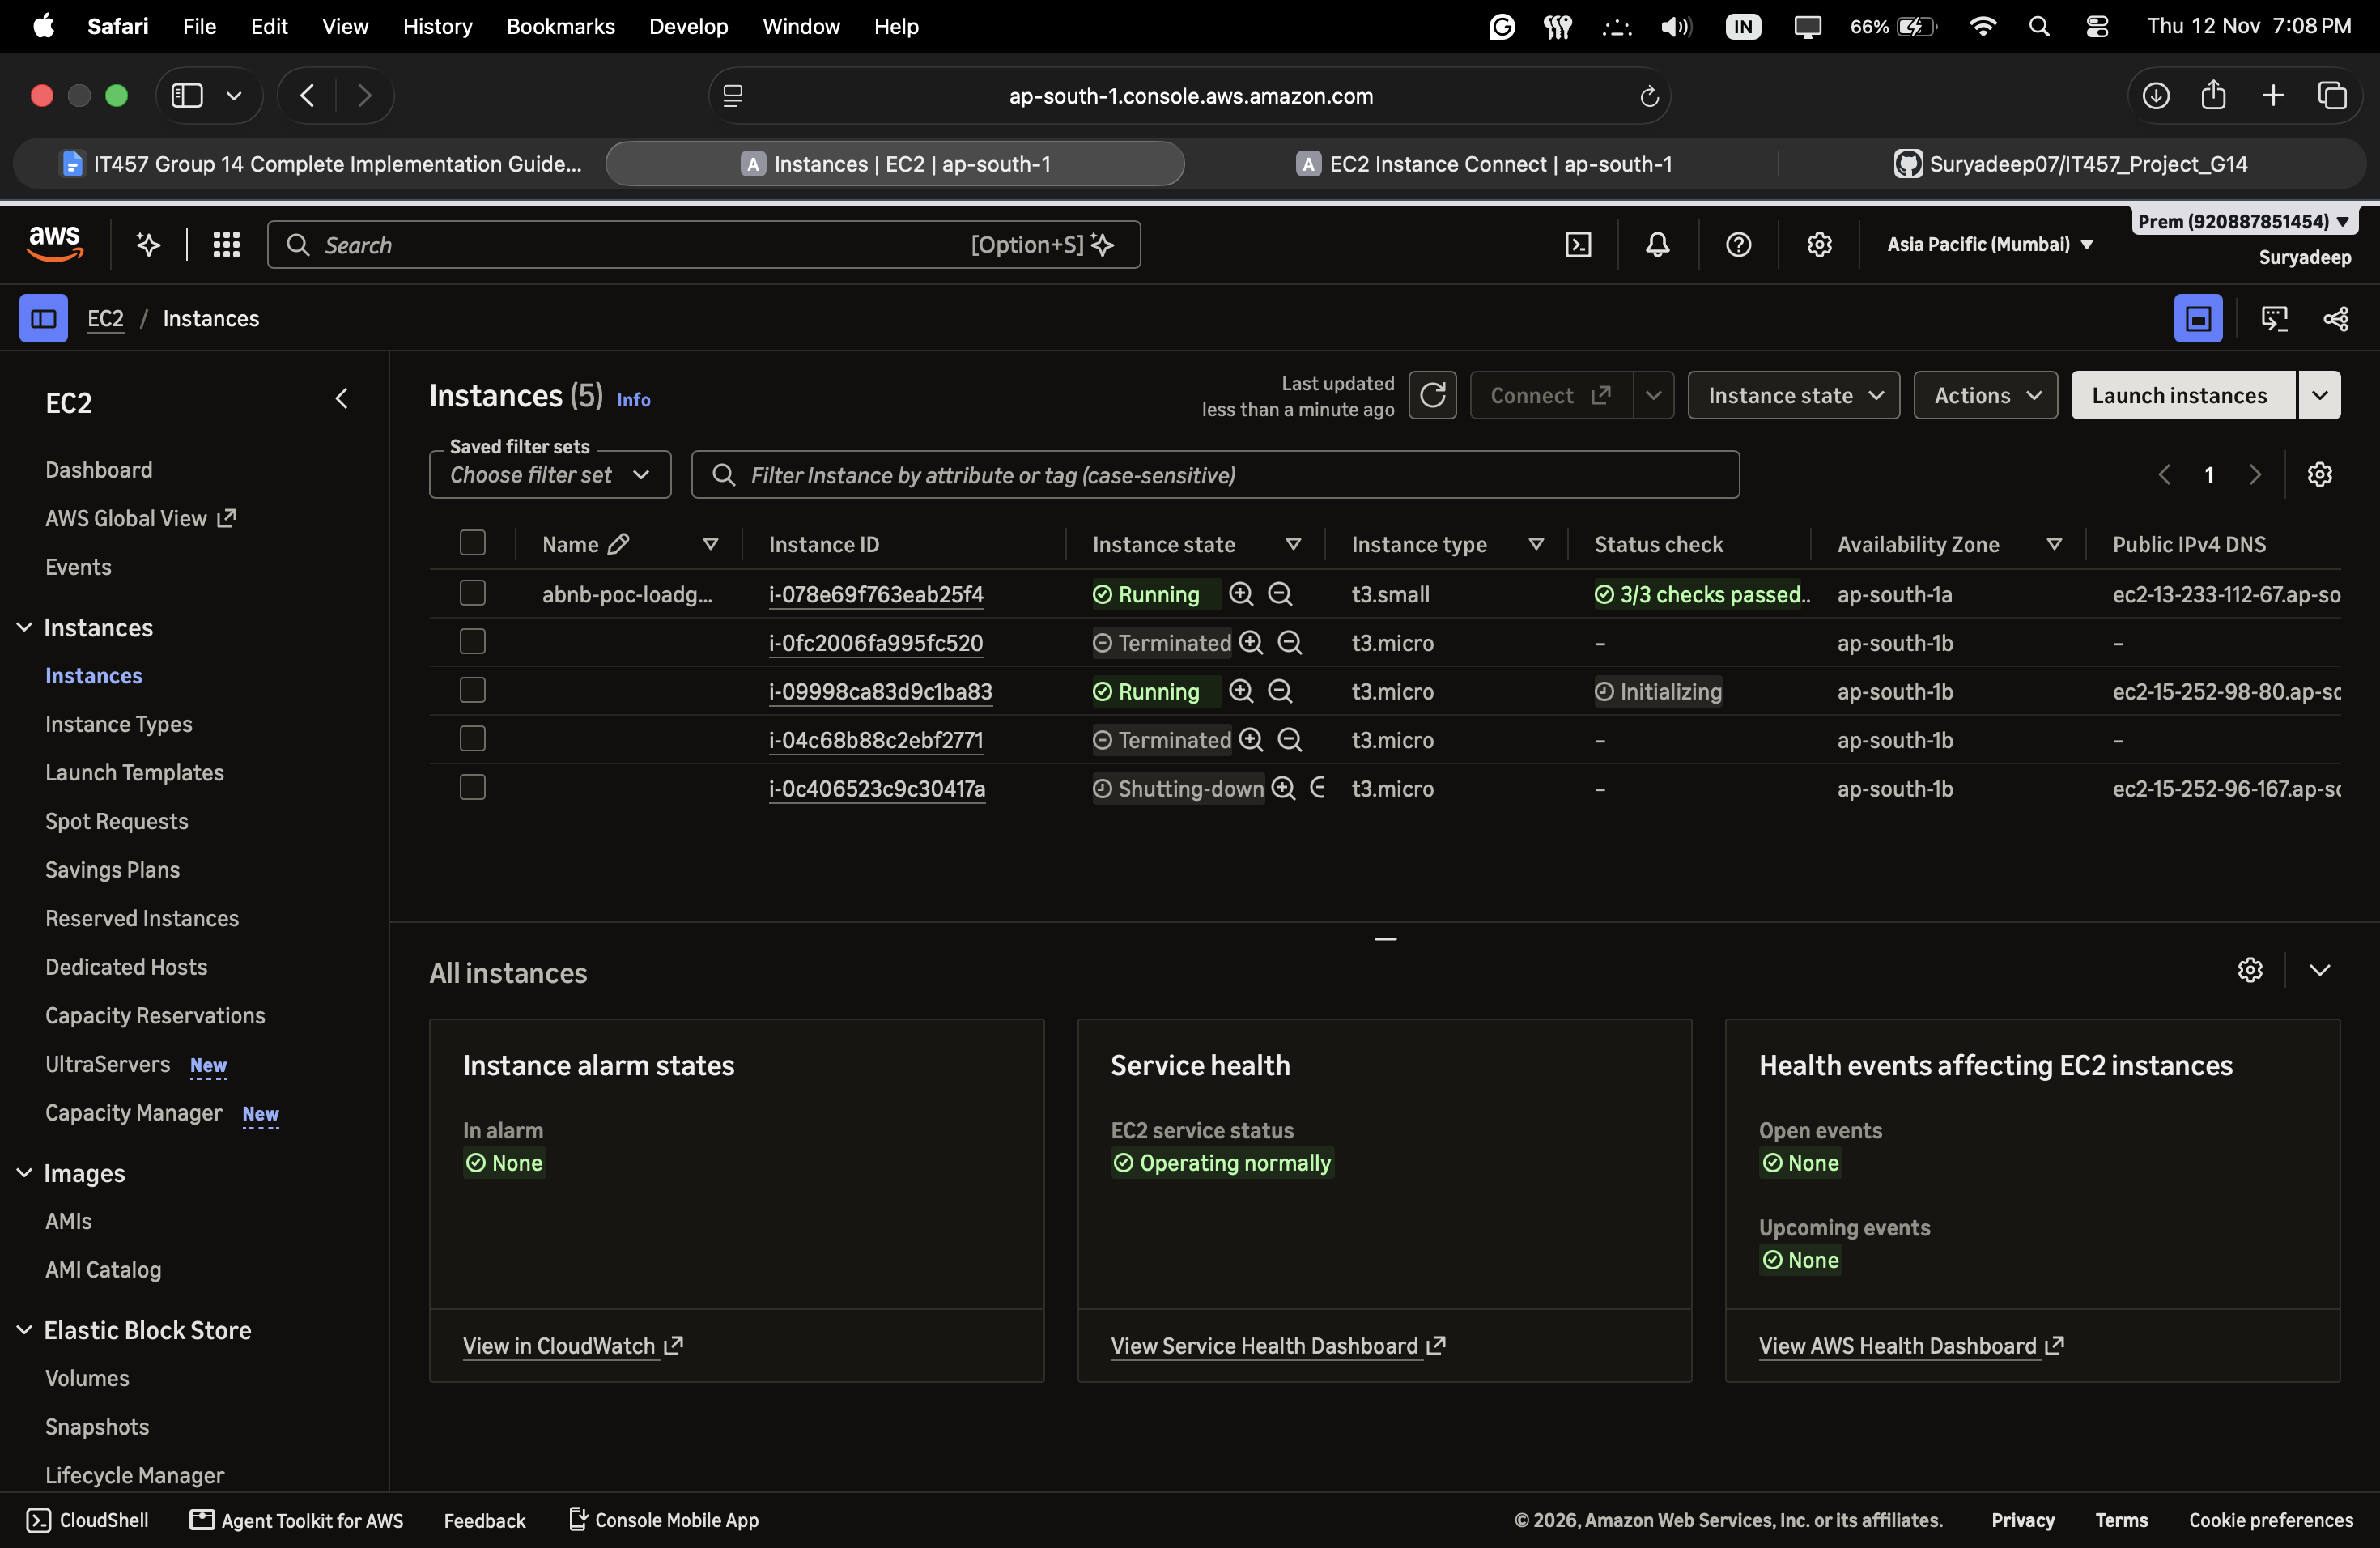 Safari File Edit View History Bookmarks Develop Window Help IN 66% Thu 12 Nov 7:08 PM
ap-south-1.console.aws.amazon.com
IT457 Group 14 Complete Implementation Guide... A Instances | EC2 | ap-south-1 A EC2 Instance Connect | ap-south-1 Suryadeep07/IT457_Project_G14
aws Search [Option+S] Asia Pacific (Mumbai) Prem (920887851454)
Suryadeep
EC2 / Instances
EC2
Dashboard
AWS Global View
Events
Instances
Instances
Instance Types
Launch Templates
Spot Requests
Savings Plans
Reserved Instances
Dedicated Hosts
Capacity Reservations
UltraServers New
Capacity Manager New
Images
AMIs
AMI Catalog
Elastic Block Store
Volumes
Snapshots
Lifecycle Manager
Instances (5) Info
Last updated
less than a minute ago
Connect Instance state Actions Launch instances
Saved filter sets
Choose filter set Filter Instance by attribute or tag (case-sensitive) 1
Name Instance ID Instance state Instance type Status check Availability Zone Public IPv4 DNS
abnb-poc-loadg... i-078e69f763eab25f4 Running t3.small 3/3 checks passed.. ap-south-1a ec2-13-233-112-67.ap-so
i-0fc2006fa995fc520 Terminated t3.micro – ap-south-1b –
i-09998ca83d9c1ba83 Running t3.micro Initializing ap-south-1b ec2-15-252-98-80.ap-sc
i-04c68b88c2ebf2771 Terminated t3.micro – ap-south-1b –
i-0c406523c9c30417a Shutting-down t3.micro – ap-south-1b ec2-15-252-96-167.ap-sc
All instances
Instance alarm states
In alarm
None
View in CloudWatch
Service health
EC2 service status
Operating normally
View Service Health Dashboard
Health events affecting EC2 instances
Open events
None
Upcoming events
None
View AWS Health Dashboard
CloudShell Agent Toolkit for AWS Feedback Console Mobile App © 2026, Amazon Web Services, Inc. or its affiliates. Privacy Terms Cookie preferences